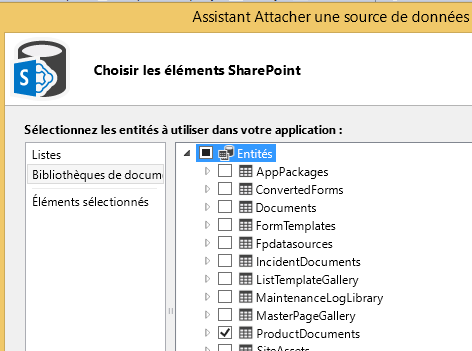 Assistant Attacher une source de données
S
Choisir les éléments SharePoint
Sélectionnez les entités à utiliser dans votre application :
Listes
Bibliothèques de docum
Éléments sélectionnés
Entités
AppPackages
ConvertedForms
Documents
FormTemplates
Fpdatasources
IncidentDocuments
ListTemplateGallery
MaintenanceLogLibrary
MasterPageGallery
ProductDocuments
SiteAssets